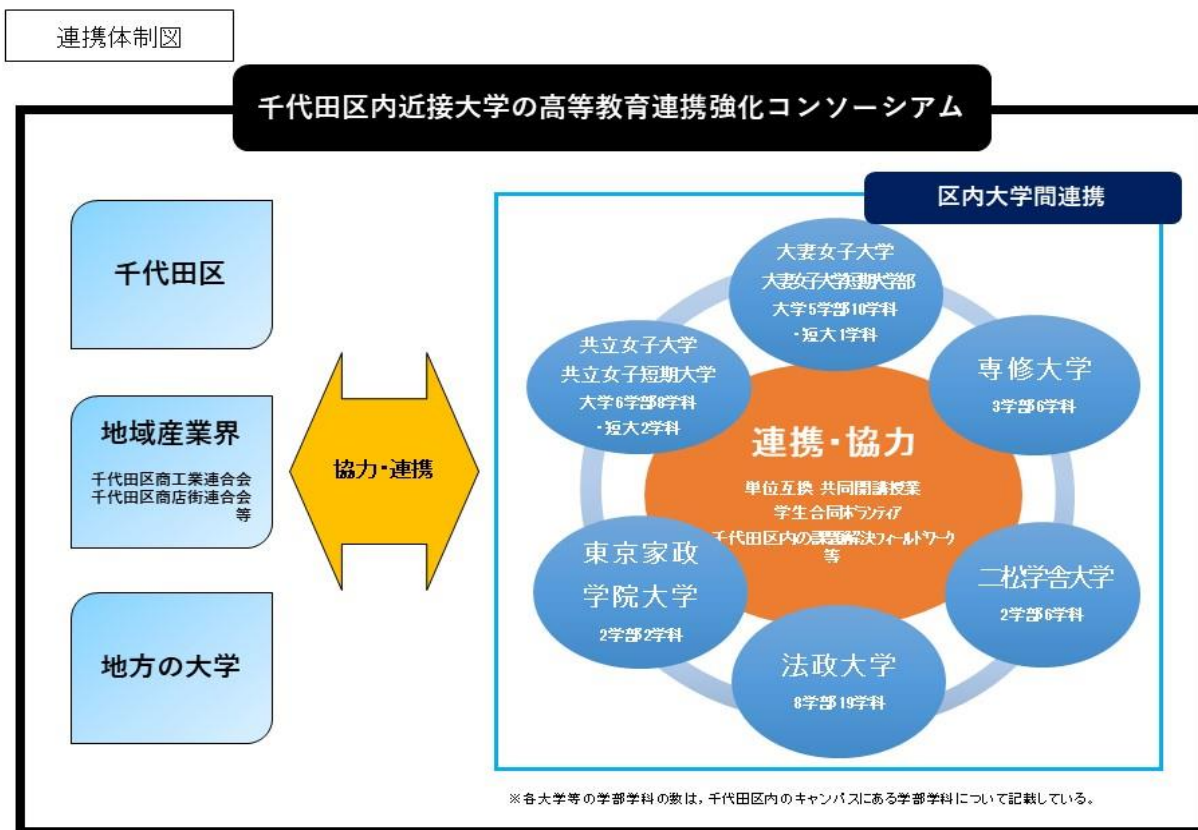 連携体制図
千代田区内近接大学の高等教育連携強化コンソーシアム
千代田区
地域産業界
千代田区商工業連合会
千代田区商店街連合会
等
地方の大学
協力・連携
区内大学間連携
大妻女子大学
大妻女子大学短期大学部
大学5学部10学科
・短大1学科
専修大学
3学部6学科
二松学舎大学
2学部6学科
法政大学
8学部19学科
東京家政
学院大学
2学部2学科
共立女子大学
共立女子短期大学
大学6学部8学科
・短大2学科
連携・協力
単位互換 共同開講授業
学生合同ボランティア
千代田区内の課題解決フィールドワーク
等
※各大学等の学部学科の数は，千代田区内のキャンパスにある学部学科について記載している。